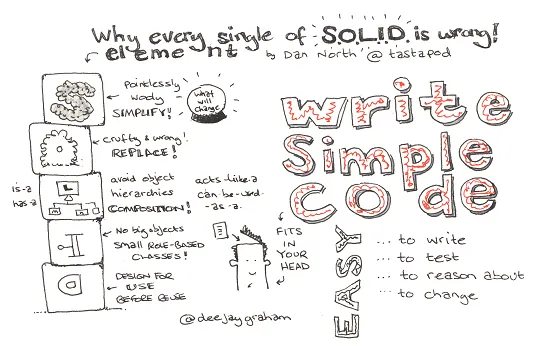 Why every single of SOLID is wrong!
element
by Dan North @tastapod
Pointlessly
wordy
SIMPLIFY!
what
will
change
crufty & wrong!
REPLACE!
is-a
has-a
L
avoid object
hierarchies
COMPOSITION!
acts-like-a
can be-used-
-as-a.
I
No big objects
Small ROLE-BASED
CLASSES!
D
DESIGN FOR
USE
BEFORE REUSE
FITS
IN
YOUR
HEAD
@deejaygraham
write
Simple
Code
EASY
... to write
... to test
... to reason about
... to change